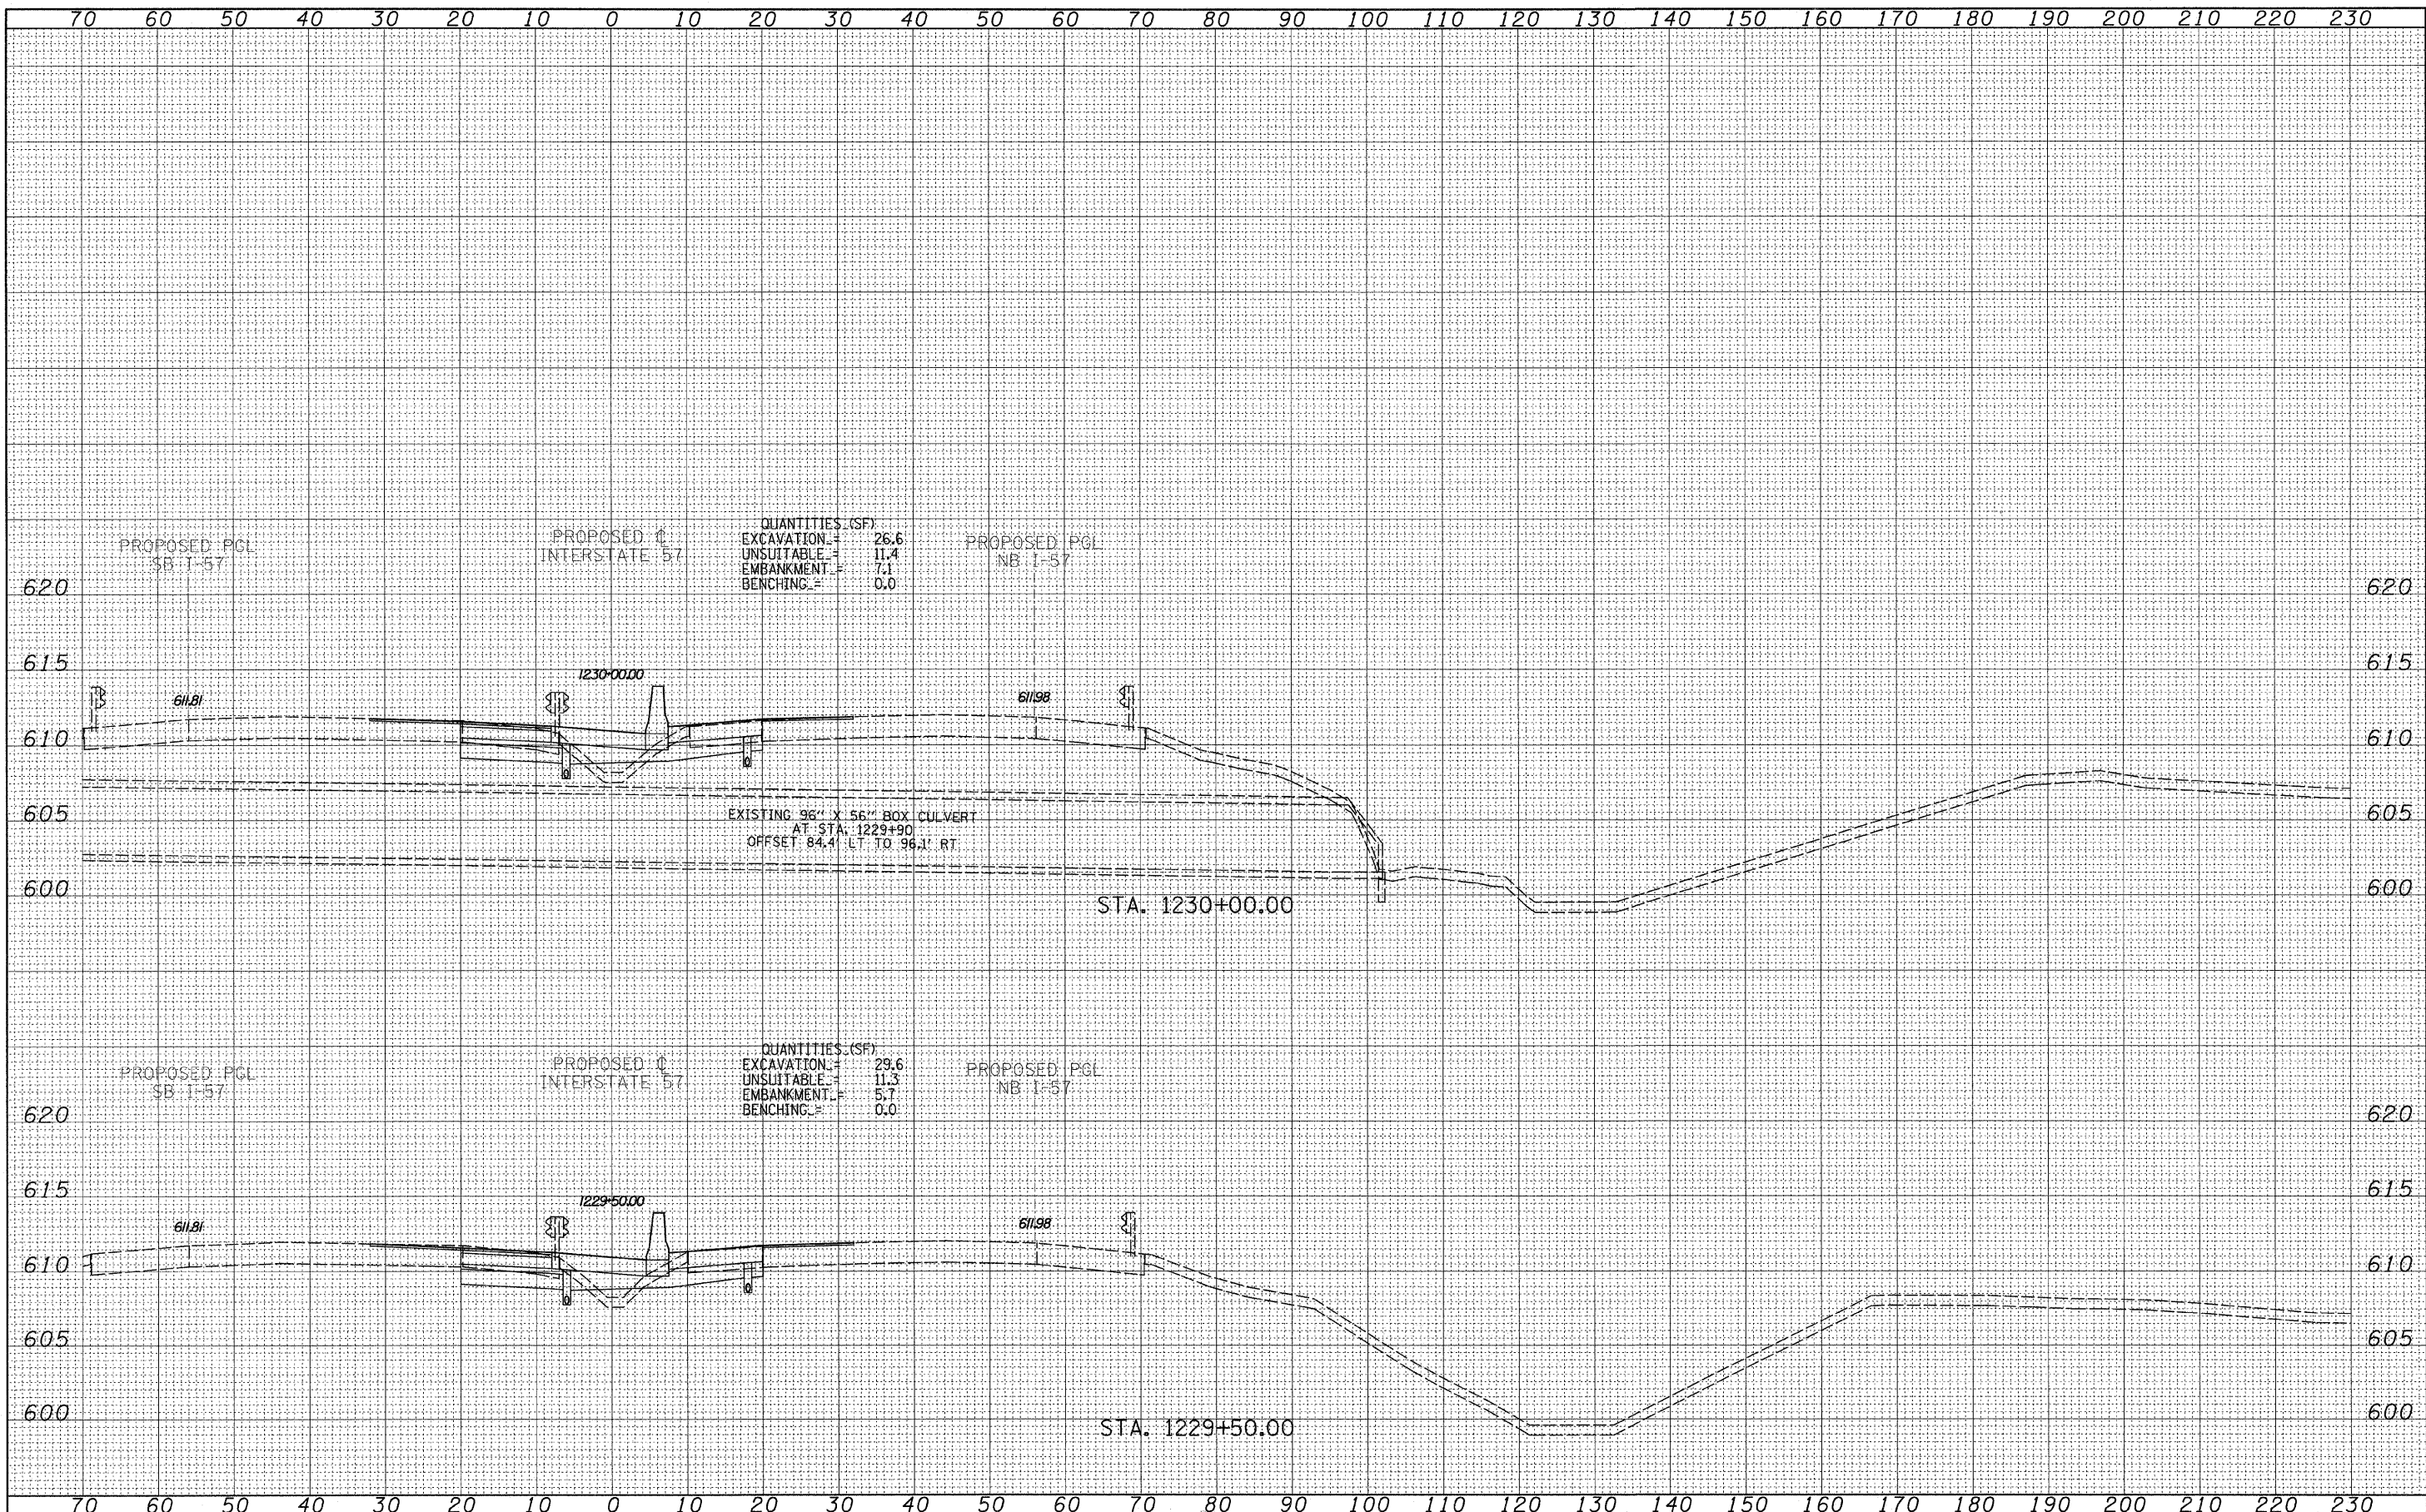 70 60 50 40 30 20 10 0 10 20 30 40 50 60 70 80 90 100 110 120 130 140 150 160 170 180 190 200 210 220 230
PROPOSED PGL
SB I-57
PROPOSED ℄
INTERSTATE 57
QUANTITIES (SF)
EXCAVATION = 26.6
UNSUITABLE = 11.4
EMBANKMENT = 7.1
BENCHING = 0.0
PROPOSED PGL
NB I-57
620 620
615 615
1230+00.00
611.81 611.98
610 610
605 605
EXISTING 96" X 56" BOX CULVERT
AT STA. 1229+90
OFFSET 84.4' LT TO 96.1' RT
600 600
STA. 1230+00.00
PROPOSED PGL
SB I-57
PROPOSED ℄
INTERSTATE 57
QUANTITIES (SF)
EXCAVATION = 29.6
UNSUITABLE = 11.3
EMBANKMENT = 5.7
BENCHING = 0.0
PROPOSED PGL
NB I-57
620 620
615 615
1229+50.00
611.81 611.98
610 610
605 605
600 600
STA. 1229+50.00
70 60 50 40 30 20 10 0 10 20 30 40 50 60 70 80 90 100 110 120 130 140 150 160 170 180 190 200 210 220 230